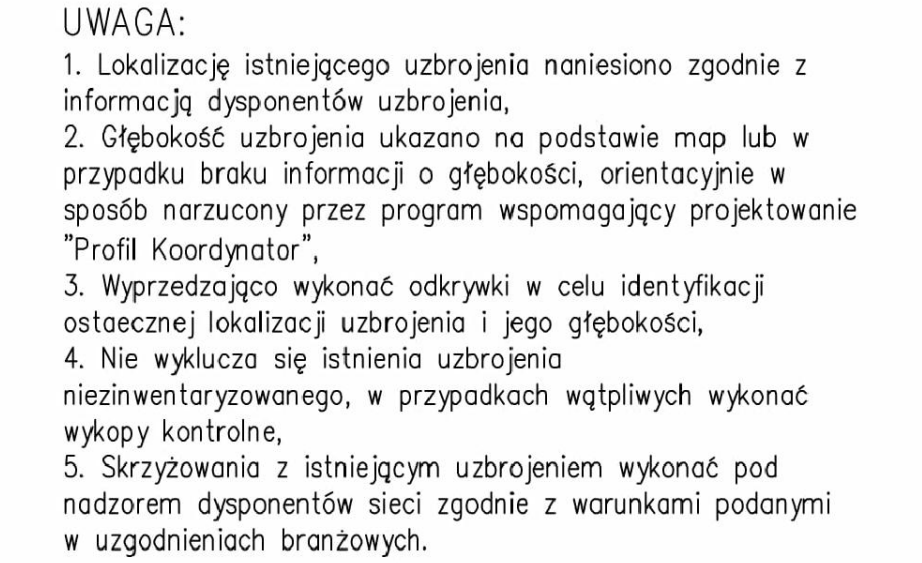 UWAGA:
1. Lokalizację istniejącego uzbrojenia naniesiono zgodnie z
informacją dysponentów uzbrojenia,
2. Głębokość uzbrojenia ukazano na podstawie map lub w
przypadku braku informacji o głębokości, orientacyjnie w
sposób narzucony przez program wspomagający projektowanie
"Profil Koordynator",
3. Wyprzedzająco wykonać odkrywki w celu identyfikacji
ostaecznej lokalizacji uzbrojenia i jego głębokości,
4. Nie wyklucza się istnienia uzbrojenia
niezinwentaryzowanego, w przypadkach wątpliwych wykonać
wykopy kontrolne,
5. Skrzyżowania z istniejącym uzbrojeniem wykonać pod
nadzorem dysponentów sieci zgodnie z warunkami podanymi
w uzgodnieniach branżowych.